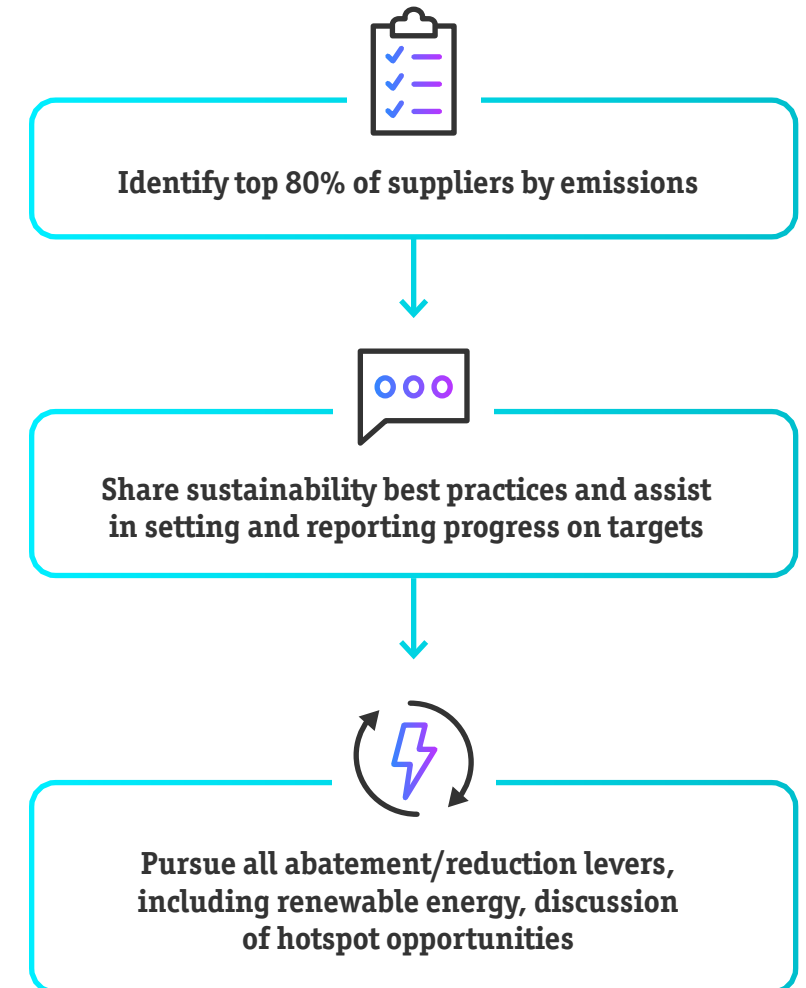 Identify top 80% of suppliers by emissions
Share sustainability best practices and assist
in setting and reporting progress on targets
Pursue all abatement/reduction levers,
including renewable energy, discussion
of hotspot opportunities